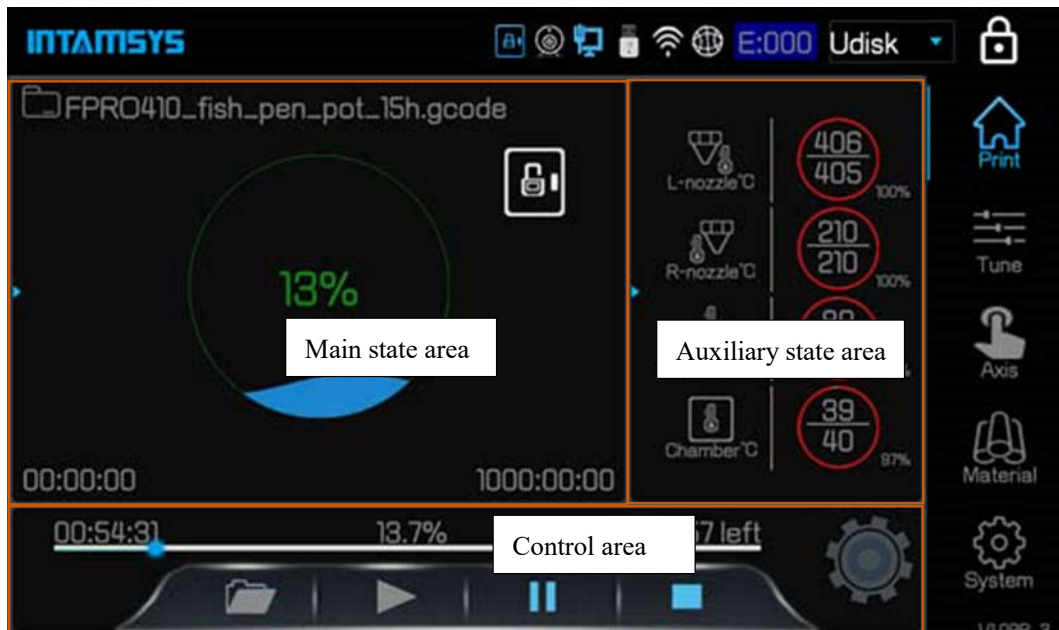 INTAMSYS
E:000 Udisk
FPRO410_fish_pen_pot_15h.gcode
13%
Main state area
00:00:00 1000:00:00
406
405
L-nozzle℃ 100%
210
210
R-nozzle℃ 100%
Auxiliary state area
39
40
Chamber℃ 97%
Print
Tune
Axis
Material
System
00:54:31 13.7% left
Control area